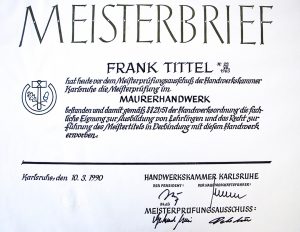 MEISTERBRIEF
FRANK TITTEL
hat heute vor dem Meisterprüfungsausschuß der Handwerkskammer
Karlsruhe die Meisterprüfung im
MAURERHANDWERK
bestanden und damit gemäß der Handwerksordnung die fach-
liche Eignung zur Ausbildung von Lehrlingen und das Recht zur
Führung des Meistertitels in Verbindung mit diesem Handwerk
erworben.
Karlsruhe, den 10. 3. 1990
HANDWERKSKAMMER KARLSRUHE
DER PRÄSIDENT: DER HAUPTGESCHÄFTSFÜHRER:
MEISTERPRÜFUNGSAUSSCHUSS: